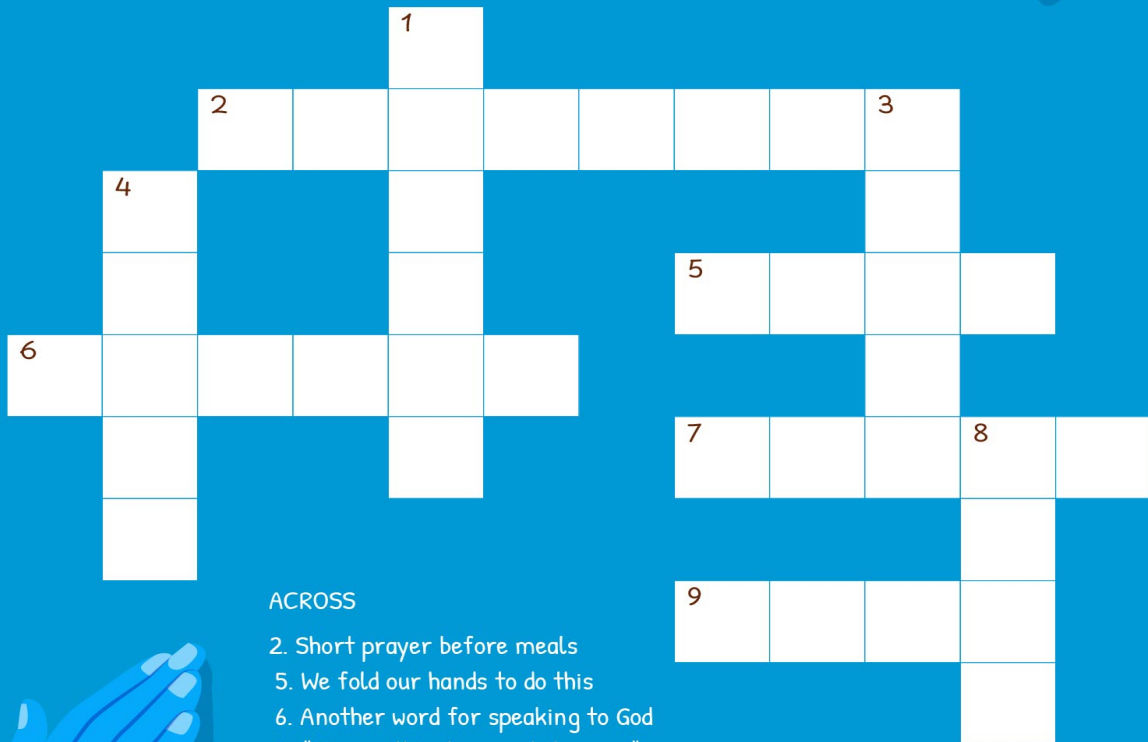 1
2 3
4
5
6
7 8
9
ACROSS
2. Short prayer before meals
5. We fold our hands to do this
6. Another word for speaking to God